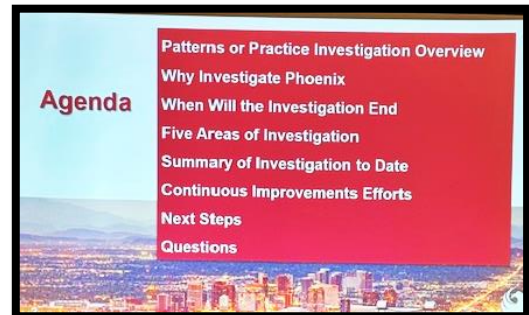 Agenda
Patterns or Practice Investigation Overview
Why Investigate Phoenix
When Will the Investigation End
Five Areas of Investigation
Summary of Investigation to Date
Continuous Improvements Efforts
Next Steps
Questions